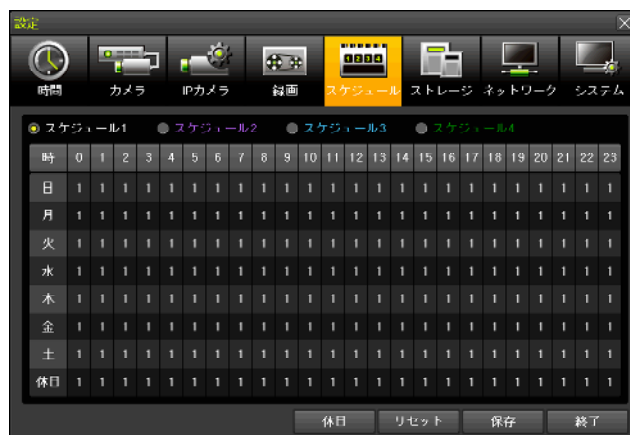 設定
時間 カメラ IPカメラ 録画 スケジュール ストレージ ネットワーク システム
スケジュール1 スケジュール2 スケジュール3 スケジュール4
時 0 1 2 3 4 5 6 7 8 9 10 11 12 13 14 15 16 17 18 19 20 21 22 23
日 1 1 1 1 1 1 1 1 1 1 1 1 1 1 1 1 1 1 1 1 1 1 1 1
月 1 1 1 1 1 1 1 1 1 1 1 1 1 1 1 1 1 1 1 1 1 1 1 1
火 1 1 1 1 1 1 1 1 1 1 1 1 1 1 1 1 1 1 1 1 1 1 1 1
水 1 1 1 1 1 1 1 1 1 1 1 1 1 1 1 1 1 1 1 1 1 1 1 1
木 1 1 1 1 1 1 1 1 1 1 1 1 1 1 1 1 1 1 1 1 1 1 1 1
金 1 1 1 1 1 1 1 1 1 1 1 1 1 1 1 1 1 1 1 1 1 1 1 1
土 1 1 1 1 1 1 1 1 1 1 1 1 1 1 1 1 1 1 1 1 1 1 1 1
休日 1 1 1 1 1 1 1 1 1 1 1 1 1 1 1 1 1 1 1 1 1 1 1 1
休日 リセット 保存 終了